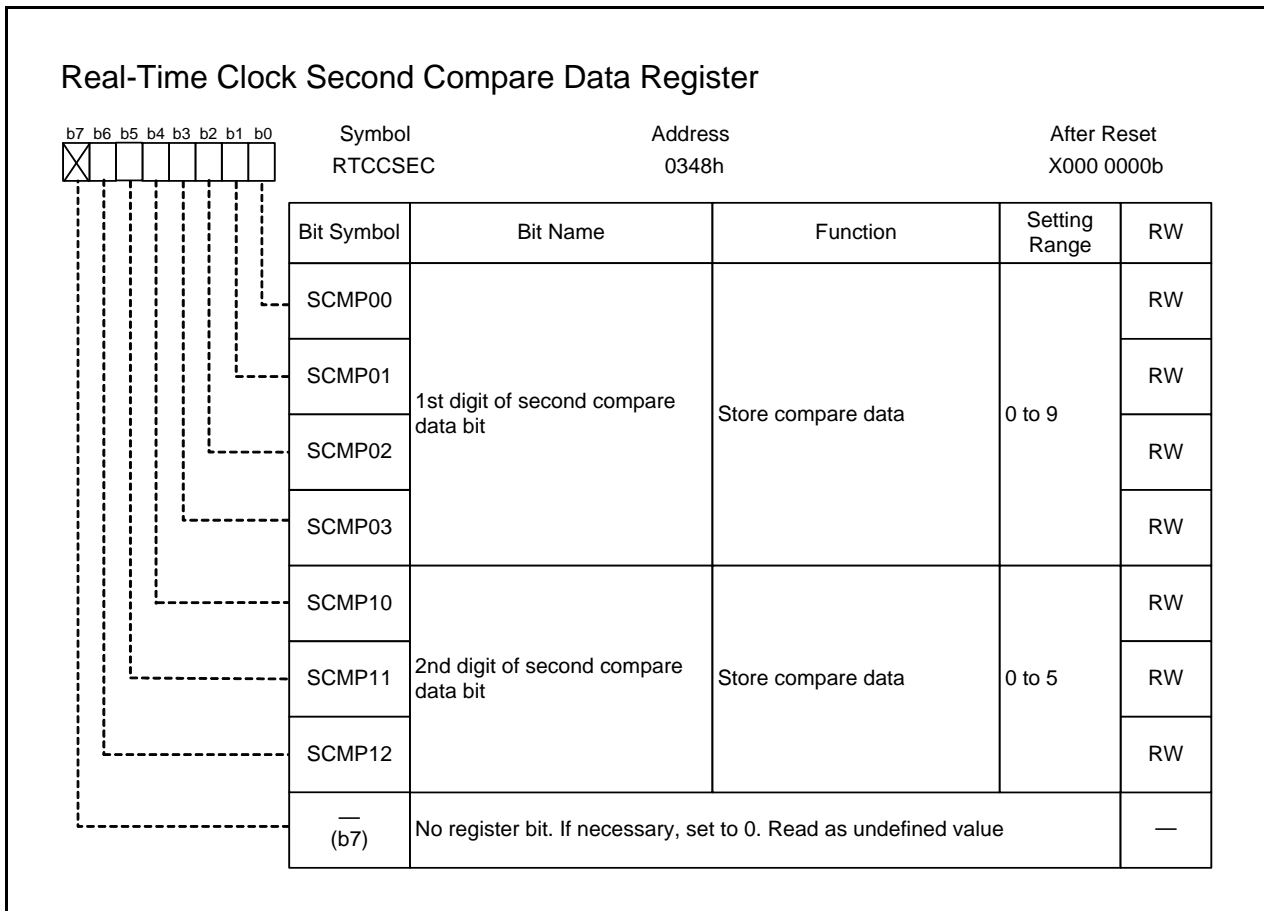 Real-Time Clock Second Compare Data Register
b7 b6 b5 b4 b3 b2 b1 b0
Symbol Address After Reset
RTCCSEC 0348h X000 0000b
Bit Symbol Bit Name Function Setting Range RW
SCMP00 RW
SCMP01 RW
1st digit of second compare
data bit
Store compare data 0 to 9
SCMP02 RW
SCMP03 RW
SCMP10 RW
SCMP11 RW
2nd digit of second compare
data bit
Store compare data 0 to 5
SCMP12 RW
—
(b7)
No register bit. If necessary, set to 0. Read as undefined value —